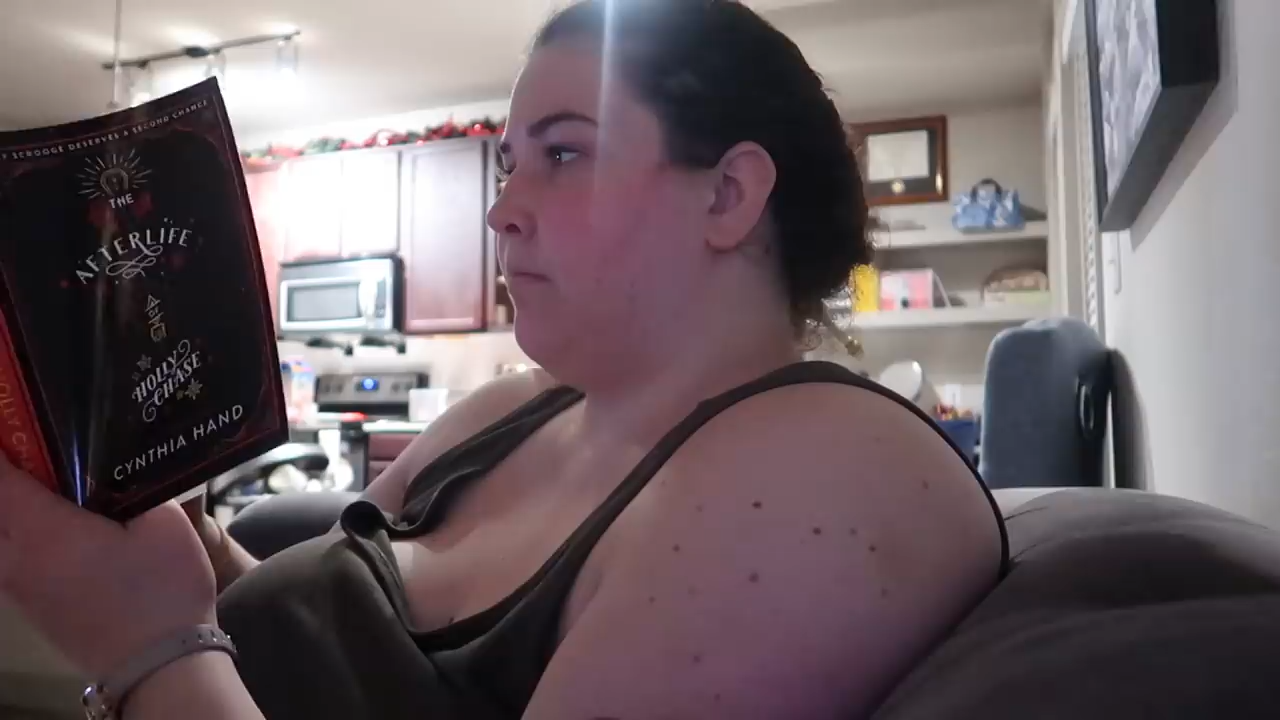 F SCROOGE DESERVES A SECOND CHANCE
THE
AFTERLIFE
OF
HOLLY
CHASE
CYNTHIA HAND